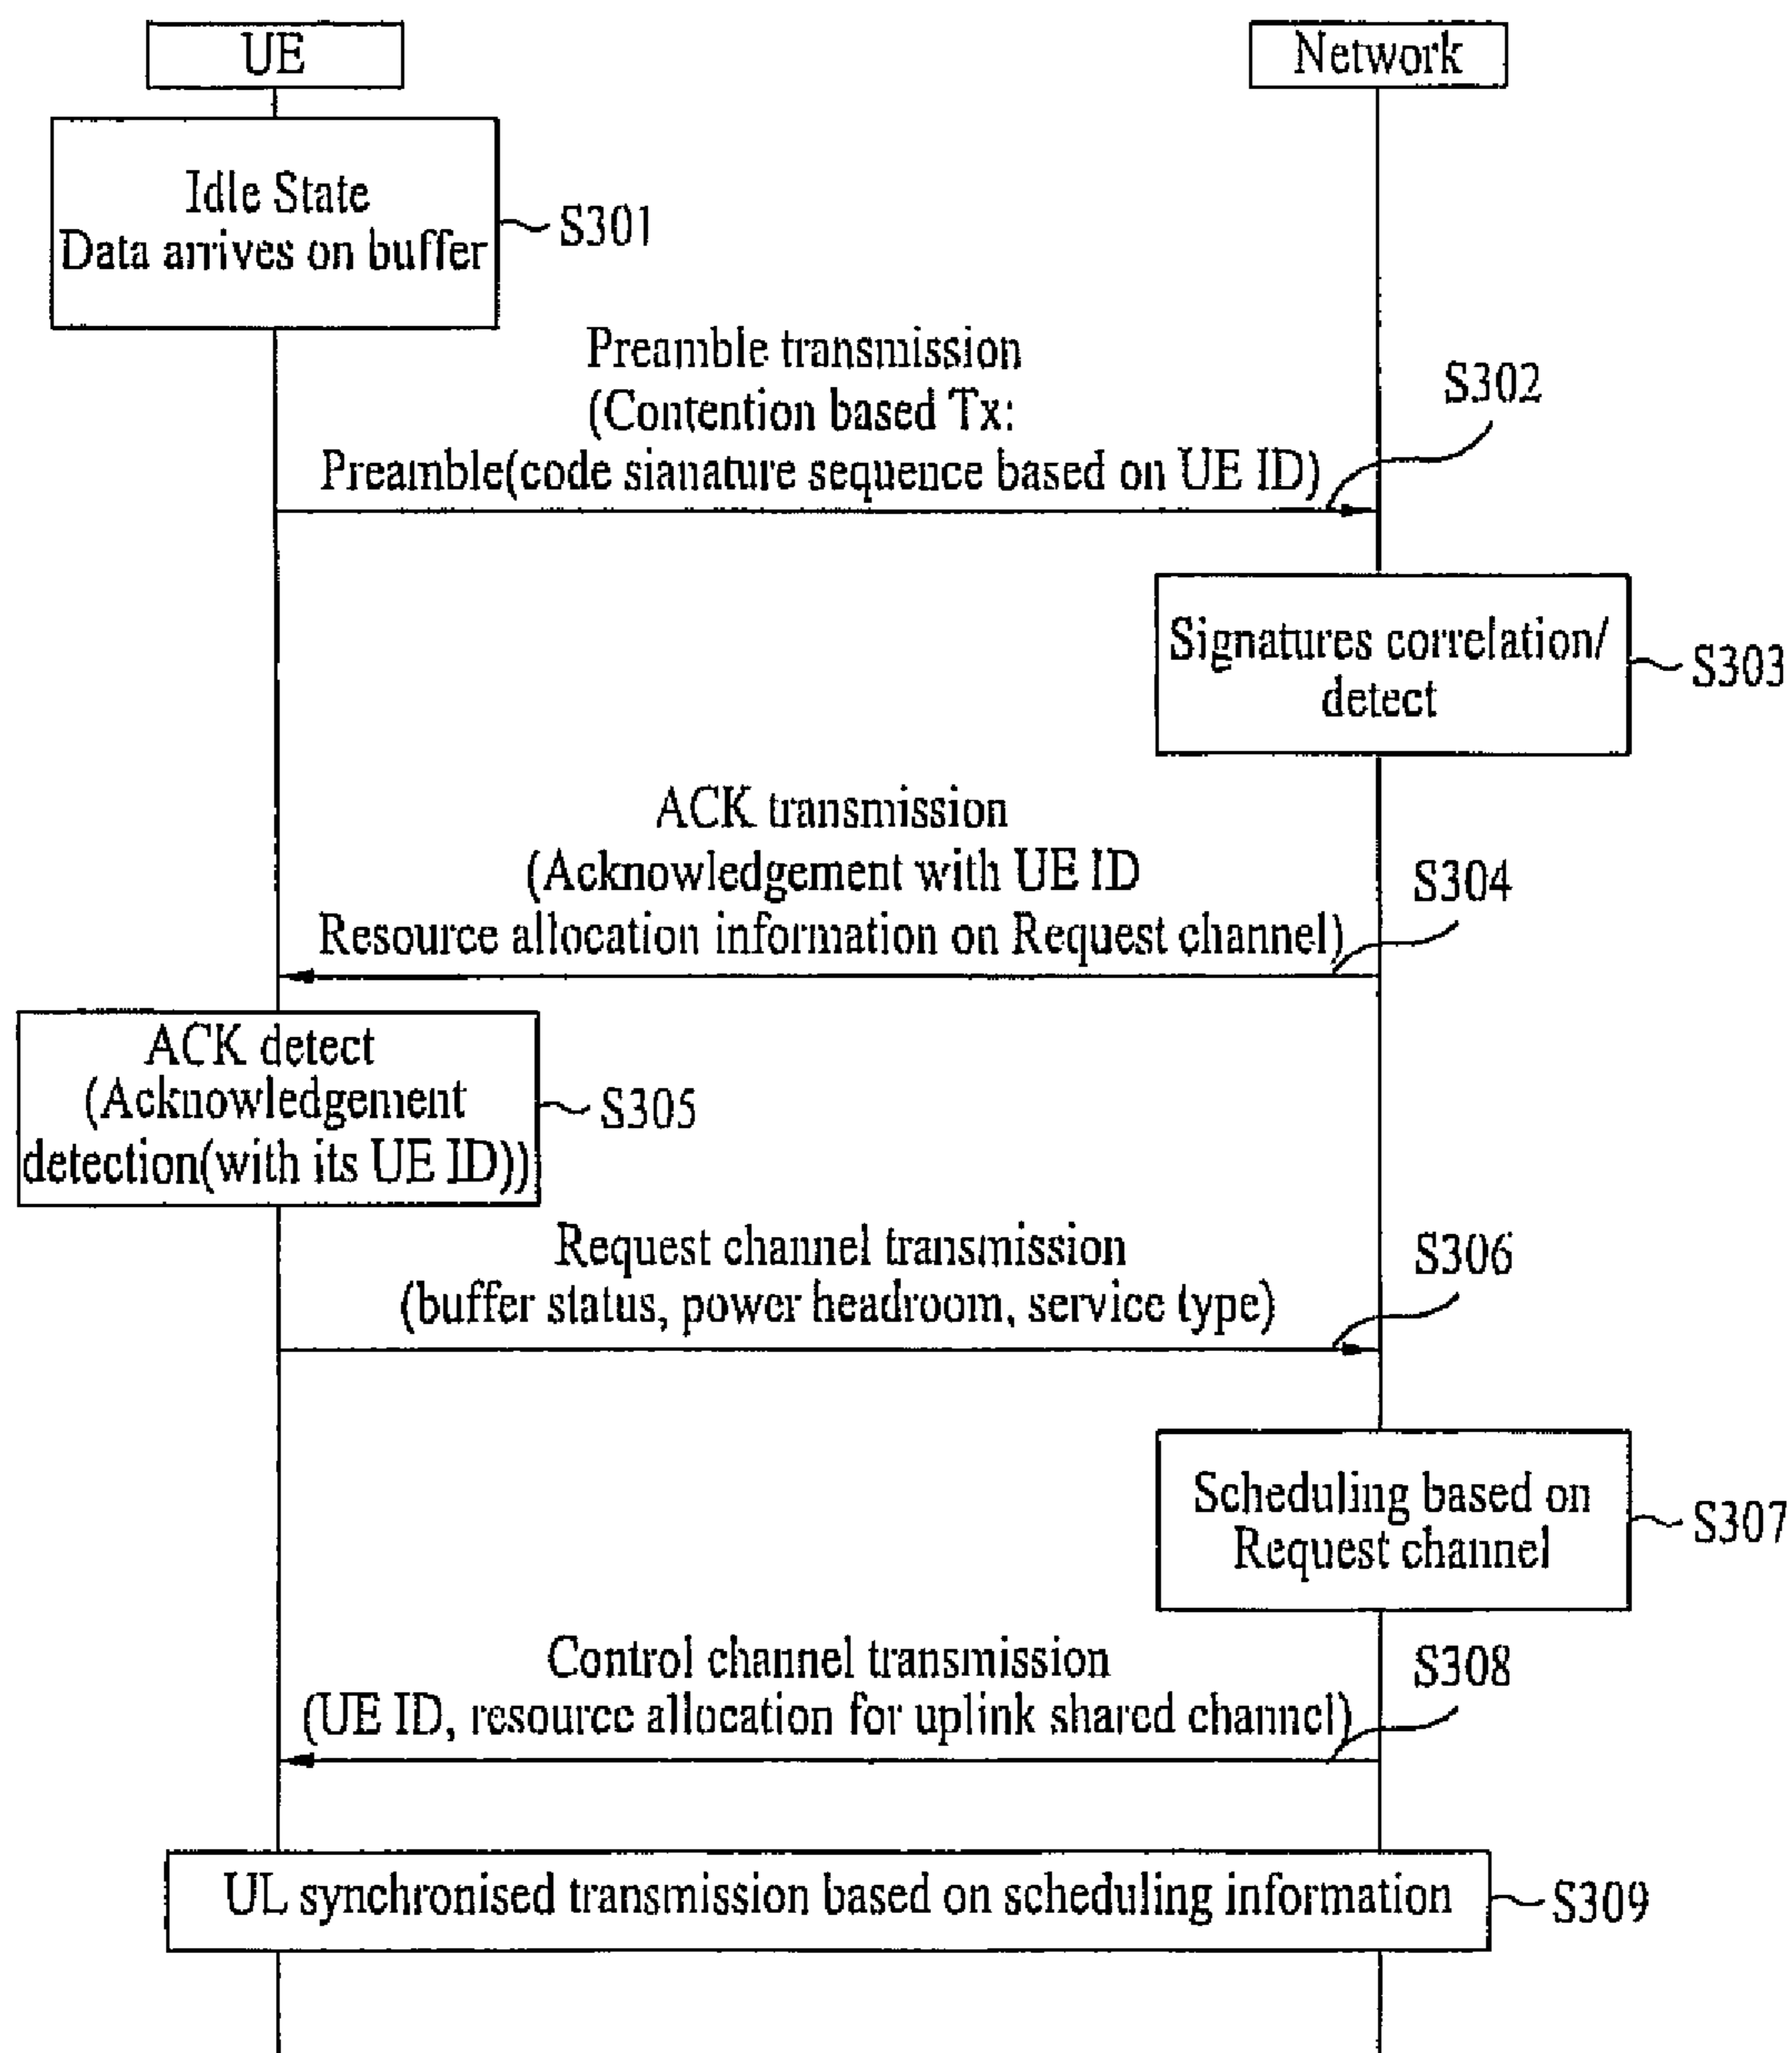 UE
Network
Idle State
Data arrives on buffer
S301
Preamble transmission
(Contention based Tx:
Preamble(code sianature sequence based on UE ID)
S302
Signatures correlation/
detect
S303
ACK transmission
(Acknowledgement with UE ID
Resource allocation information on Request channel)
S304
ACK detect
(Acknowledgement
detection(with its UE ID))
S305
Request channel transmission
(buffer status, power headroom, service type)
S306
Scheduling based on
Request channel
S307
Control channel transmission
(UE ID, resource allocation for uplink shared channel)
S308
UL synchronised transmission based on scheduling information
S309